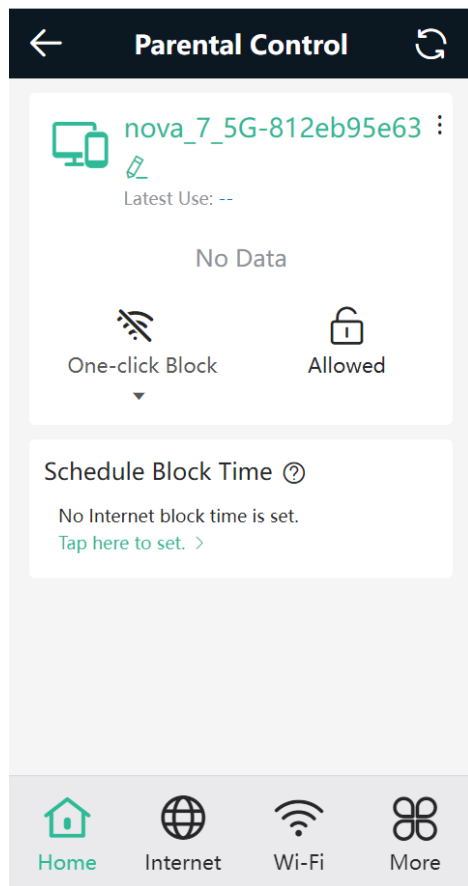 Parental Control
nova_7_5G-812eb95e63
Latest Use: --
No Data
One-click Block
Allowed
Schedule Block Time
No Internet block time is set.
Tap here to set. >
Home Internet Wi-Fi More